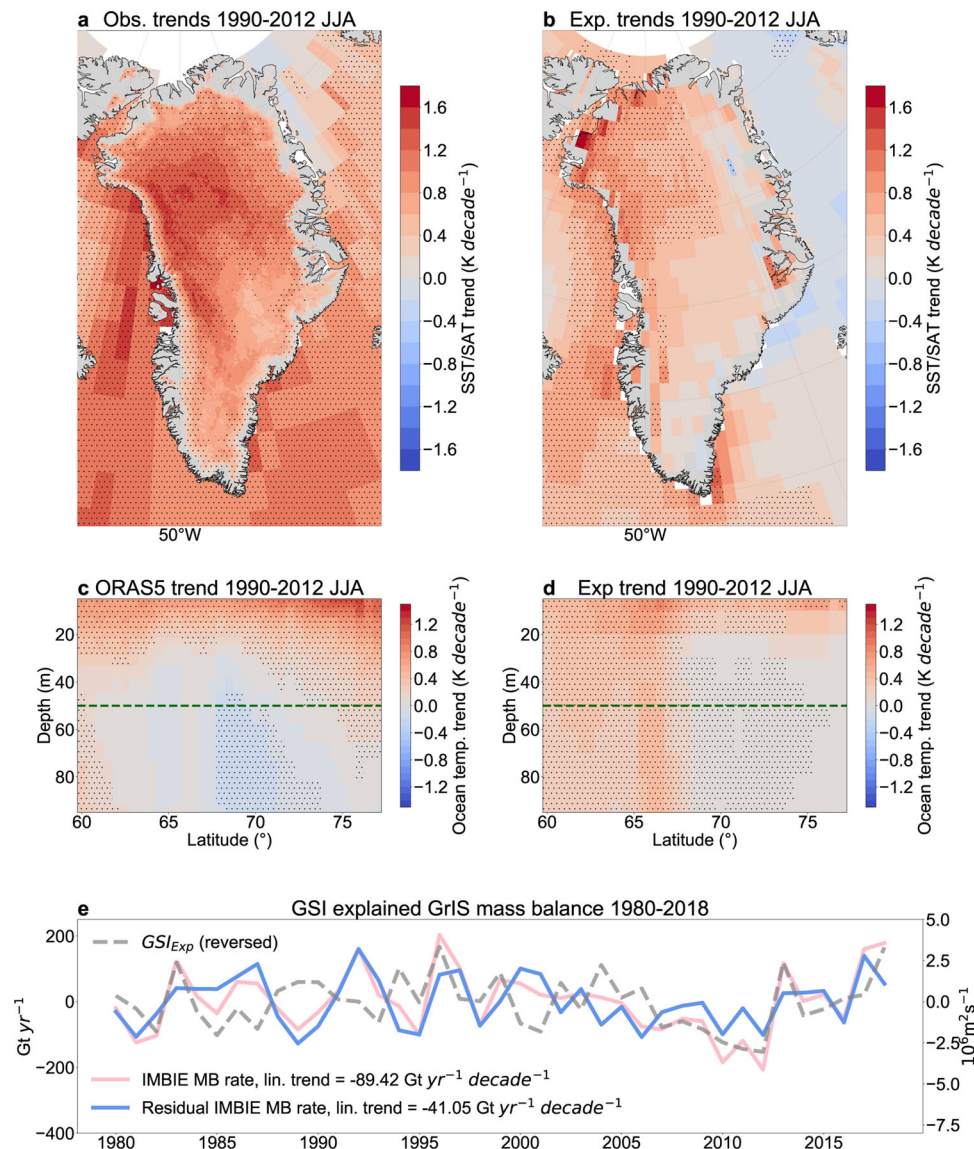 a Obs. trends 1990-2012 JJA
b Exp. trends 1990-2012 JJA
1.6
1.2
0.8
0.4
0.0
−0.4
−0.8
−1.2
−1.6
SST/SAT trend (K decade⁻¹)
50°W
1.6
1.2
0.8
0.4
0.0
−0.4
−0.8
−1.2
−1.6
SST/SAT trend (K decade⁻¹)
50°W
c ORAS5 trend 1990-2012 JJA
d Exp trend 1990-2012 JJA
20
40
60
80
Depth (m)
60 65 70 75
Latitude (°)
1.2
0.8
0.4
0.0
−0.4
−0.8
−1.2
Ocean temp. trend (K decade⁻¹)
20
40
60
80
Depth (m)
60 65 70 75
Latitude (°)
1.2
0.8
0.4
0.0
−0.4
−0.8
−1.2
Ocean temp. trend (K decade⁻¹)
e GSI explained GrIS mass balance 1980-2018
200
0
−200
−400
Gt yr⁻¹
GSI_Exp (reversed)
IMBIE MB rate, lin. trend = -89.42 Gt yr⁻¹ decade⁻¹
Residual IMBIE MB rate, lin. trend = -41.05 Gt yr⁻¹ decade⁻¹
5.0
2.5
0.0
−2.5
−5.0
−7.5
10⁶m²s⁻¹
1980 1985 1990 1995 2000 2005 2010 2015